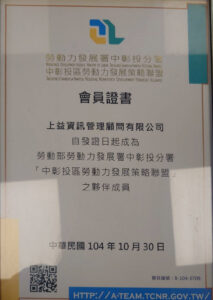 勞動力發展署中彰投分署
中彰投區勞動力發展策略聯盟
會員證書
上益資訊管理顧問有限公司
自發證日起成為
勞動部勞動力發展署中彰投分署
「中彰投區勞動力發展策略聯盟」
之夥伴成員
中華民國 104 年 10 月 30 日
HTTP://A-TEAM.TCNR.GOV.TW/